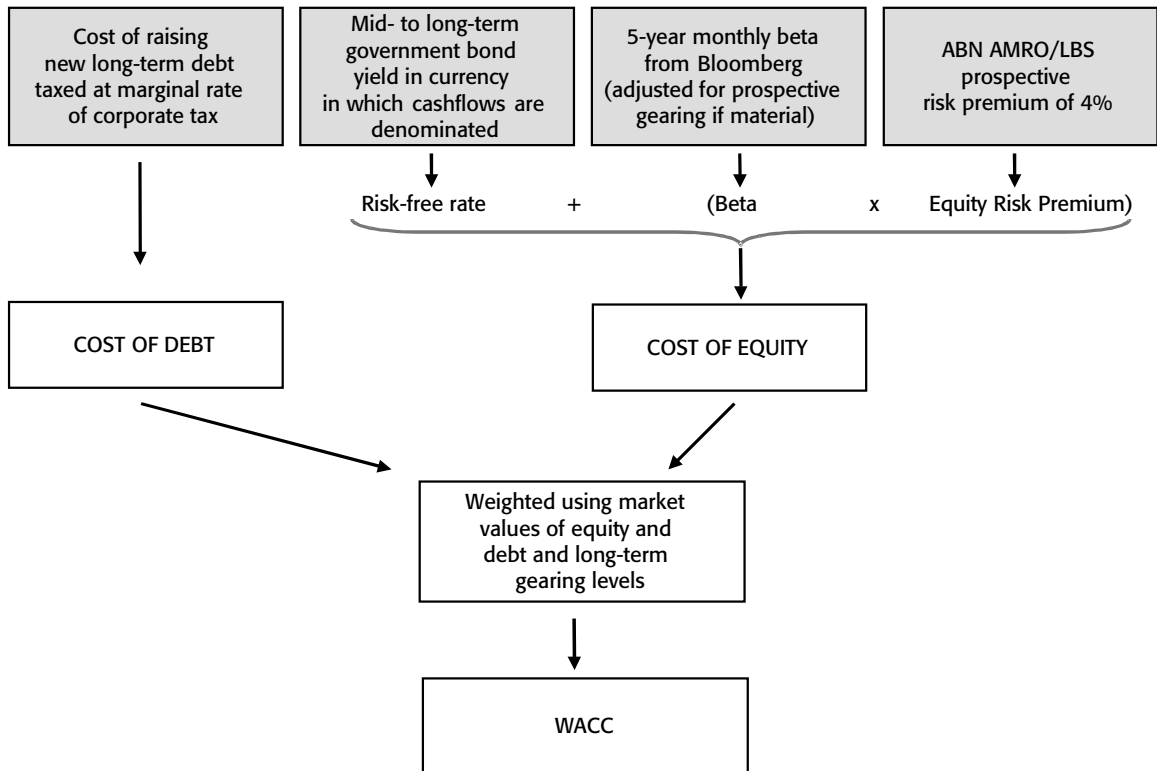 Cost of raising
new long-term debt
taxed at marginal rate
of corporate tax
Mid- to long-term
government bond
yield in currency
in which cashflows are
denominated
5-year monthly beta
from Bloomberg
(adjusted for prospective
gearing if material)
ABN AMRO/LBS
prospective
risk premium of 4%
Risk-free rate + (Beta x Equity Risk Premium)
COST OF DEBT
COST OF EQUITY
Weighted using market
values of equity and
debt and long-term
gearing levels
WACC